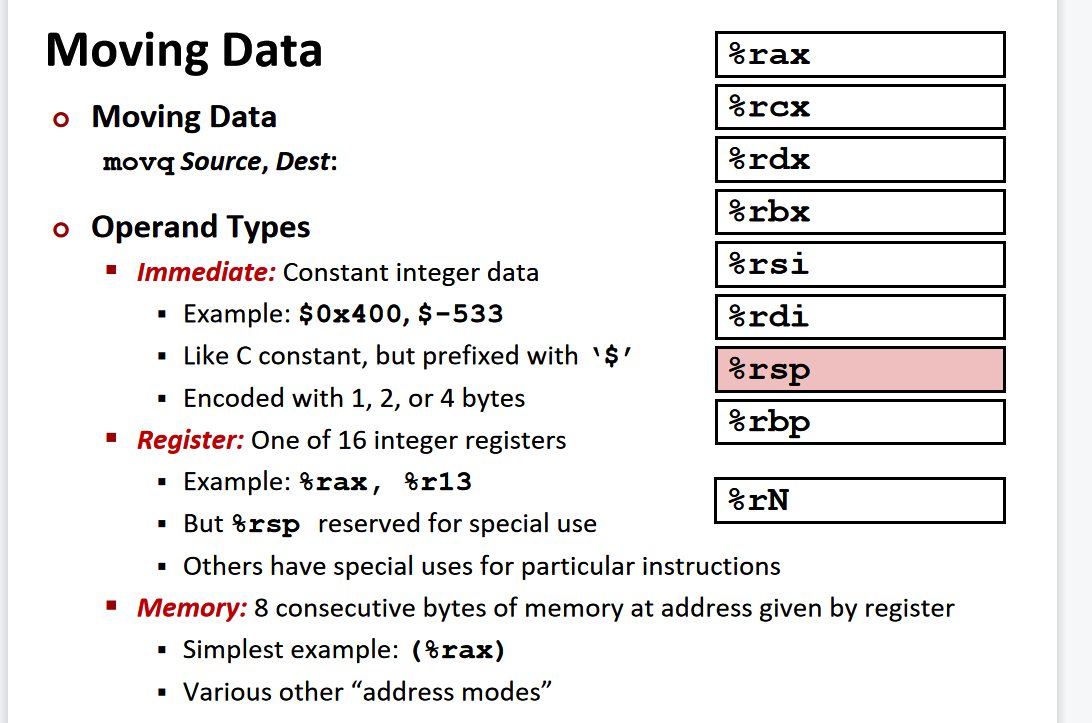 Moving Data
Moving Data
movq Source, Dest:
Operand Types
Immediate: Constant integer data
Example: $0x400, $-533
Like C constant, but prefixed with ‵$′
Encoded with 1, 2, or 4 bytes
Register: One of 16 integer registers
Example: %rax, %r13
But %rsp reserved for special use
Others have special uses for particular instructions
Memory: 8 consecutive bytes of memory at address given by register
Simplest example: (%rax)
Various other “address modes”
%rax
%rcx
%rdx
%rbx
%rsi
%rdi
%rsp
%rbp
%rN